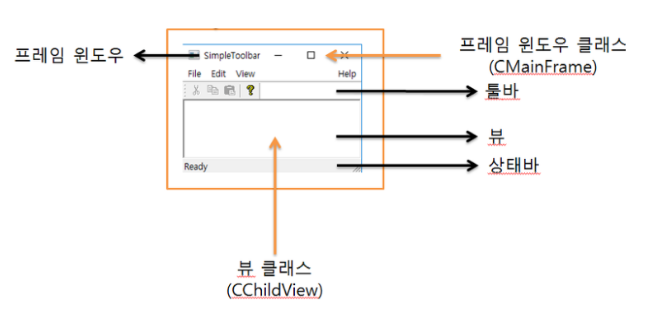 프레임 윈도우
SimpleToolbar
File Edit View Help
Ready
프레임 윈도우 클래스
(CMainFrame)
툴바
뷰
상태바
뷰 클래스
(CChildView)